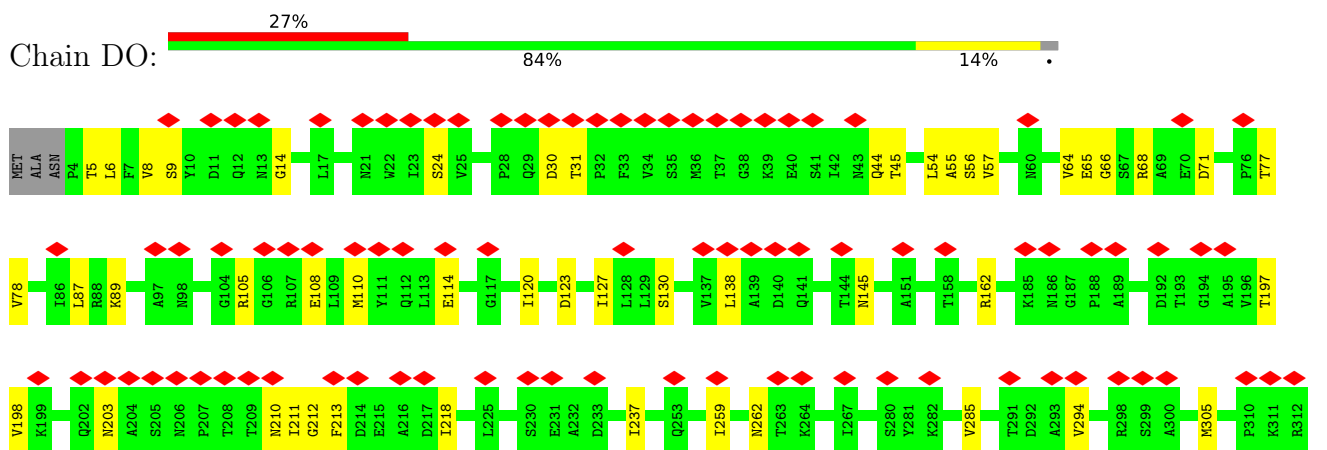 27%
Chain DO:
84% 14% •
MET ALA ASN P4 T5 L6 F7 V8 S9 Y10 D11 Q12 N13 G14 L17 N21 W22 I23 S24 V25 P28 Q29 D30 T31 P32 F33 V34 S35 M36 T37 G38 K39 E40 S41 I42 N43 Q44 T45 L54 A55 S56 V57 N60 V64 E65 G66 S67 R68 A69 E70 D71 P76 T77
V78 I86 L87 R88 K89 A97 N98 G104 R105 G106 R107 E108 L109 M110 Y111 Q112 L113 E114 G117 I120 D123 I127 L128 L129 S130 V137 L138 A139 D140 Q141 T144 N145 A151 T158 R162 K185 N186 G187 P188 A189 D192 T193 G194 A195 V196 T197
V198 K199 Q202 N203 A204 S205 N206 P207 T208 T209 N210 I211 G212 F213 D214 E215 A216 D217 I218 L225 S230 E231 A232 D233 I237 Q253 I259 N262 T263 K264 I267 S280 Y281 K282 V285 T291 D292 A293 V294 R298 S299 A300 M305 P310 K311 R312